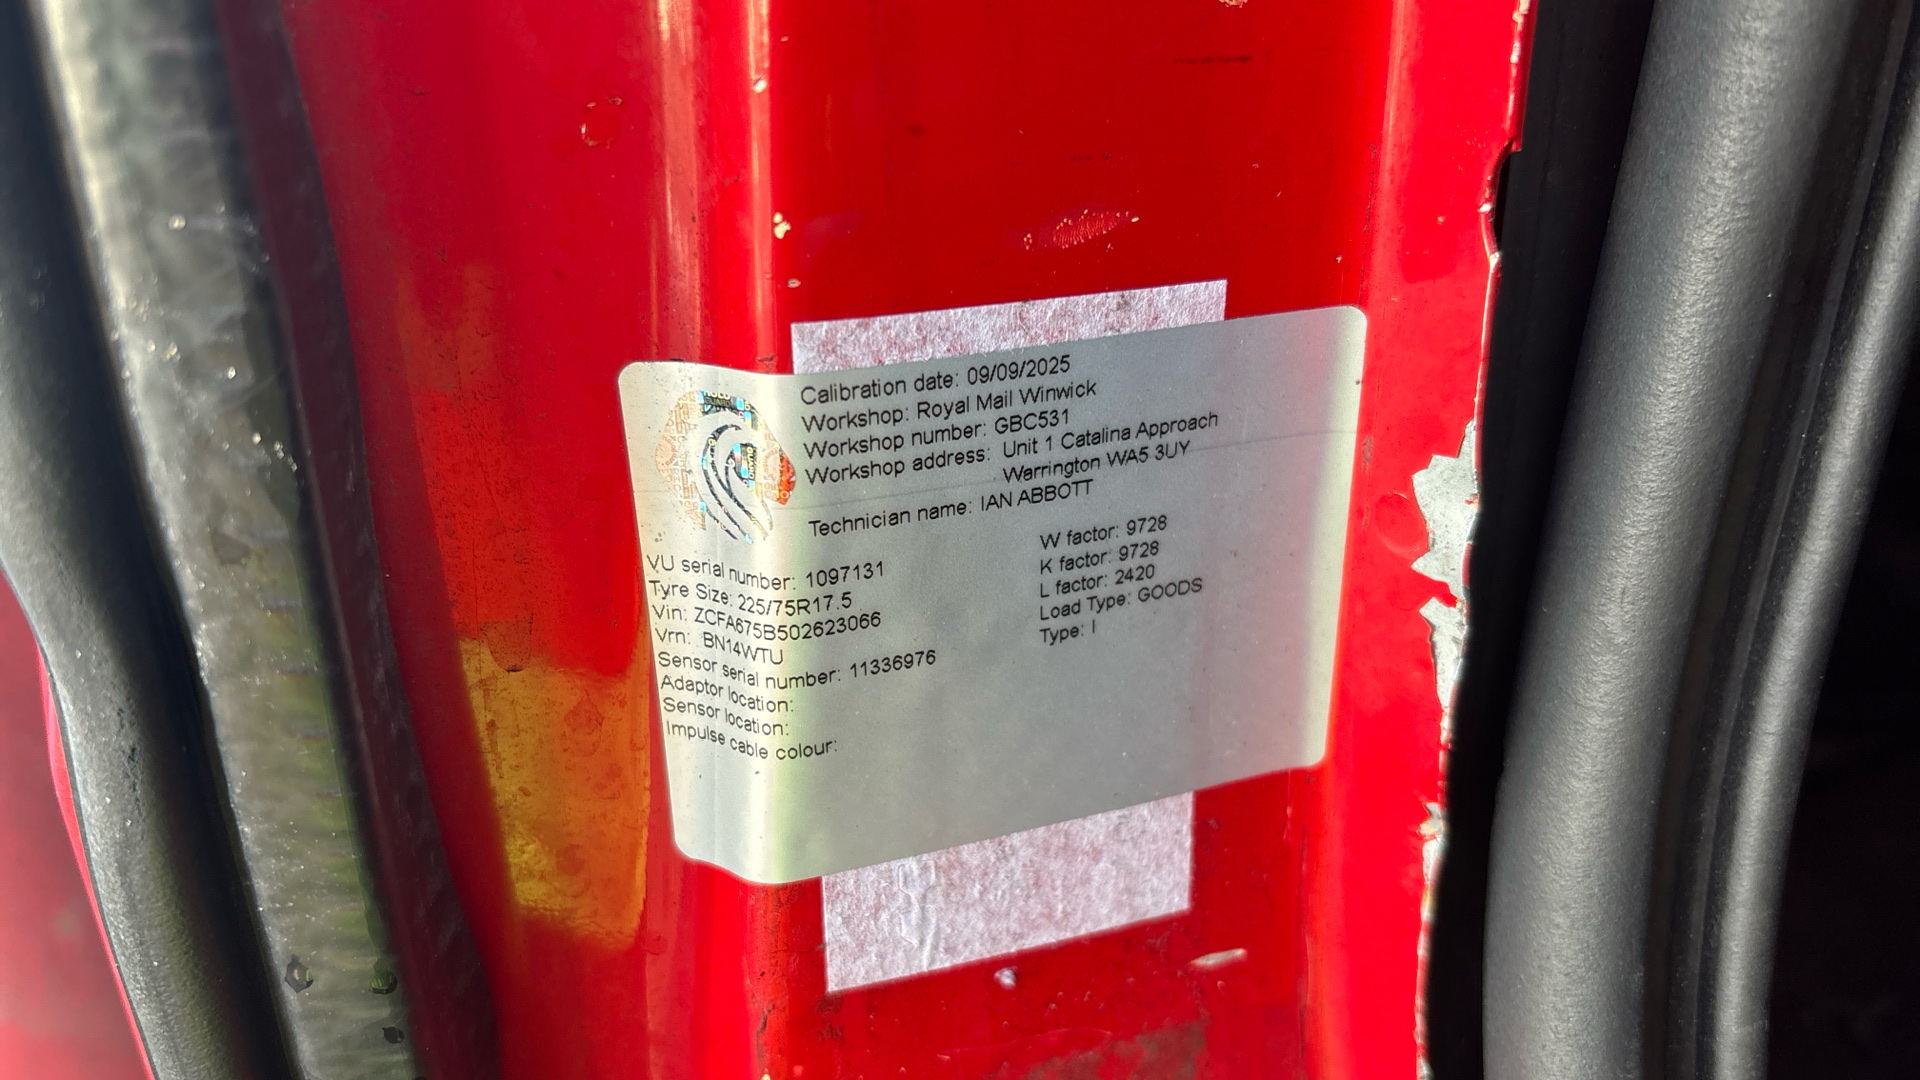 Calibration date: 09/09/2025
Workshop: Royal Mail Winwick
Workshop number: GBC531
Workshop address: Unit 1 Catalina Approach
Warrington WA5 3UY
Technician name: IAN ABBOTT
VU serial number: 1097131
Tyre Size: 225/75R17.5
Vin: ZCFA675B502623066
Vrn: BN14WTU
Sensor serial number: 11336976
Adaptor location:
Sensor location:
Impulse cable colour:
W factor: 9728
K factor: 9728
L factor: 2420
Load Type: GOODS
Type: I